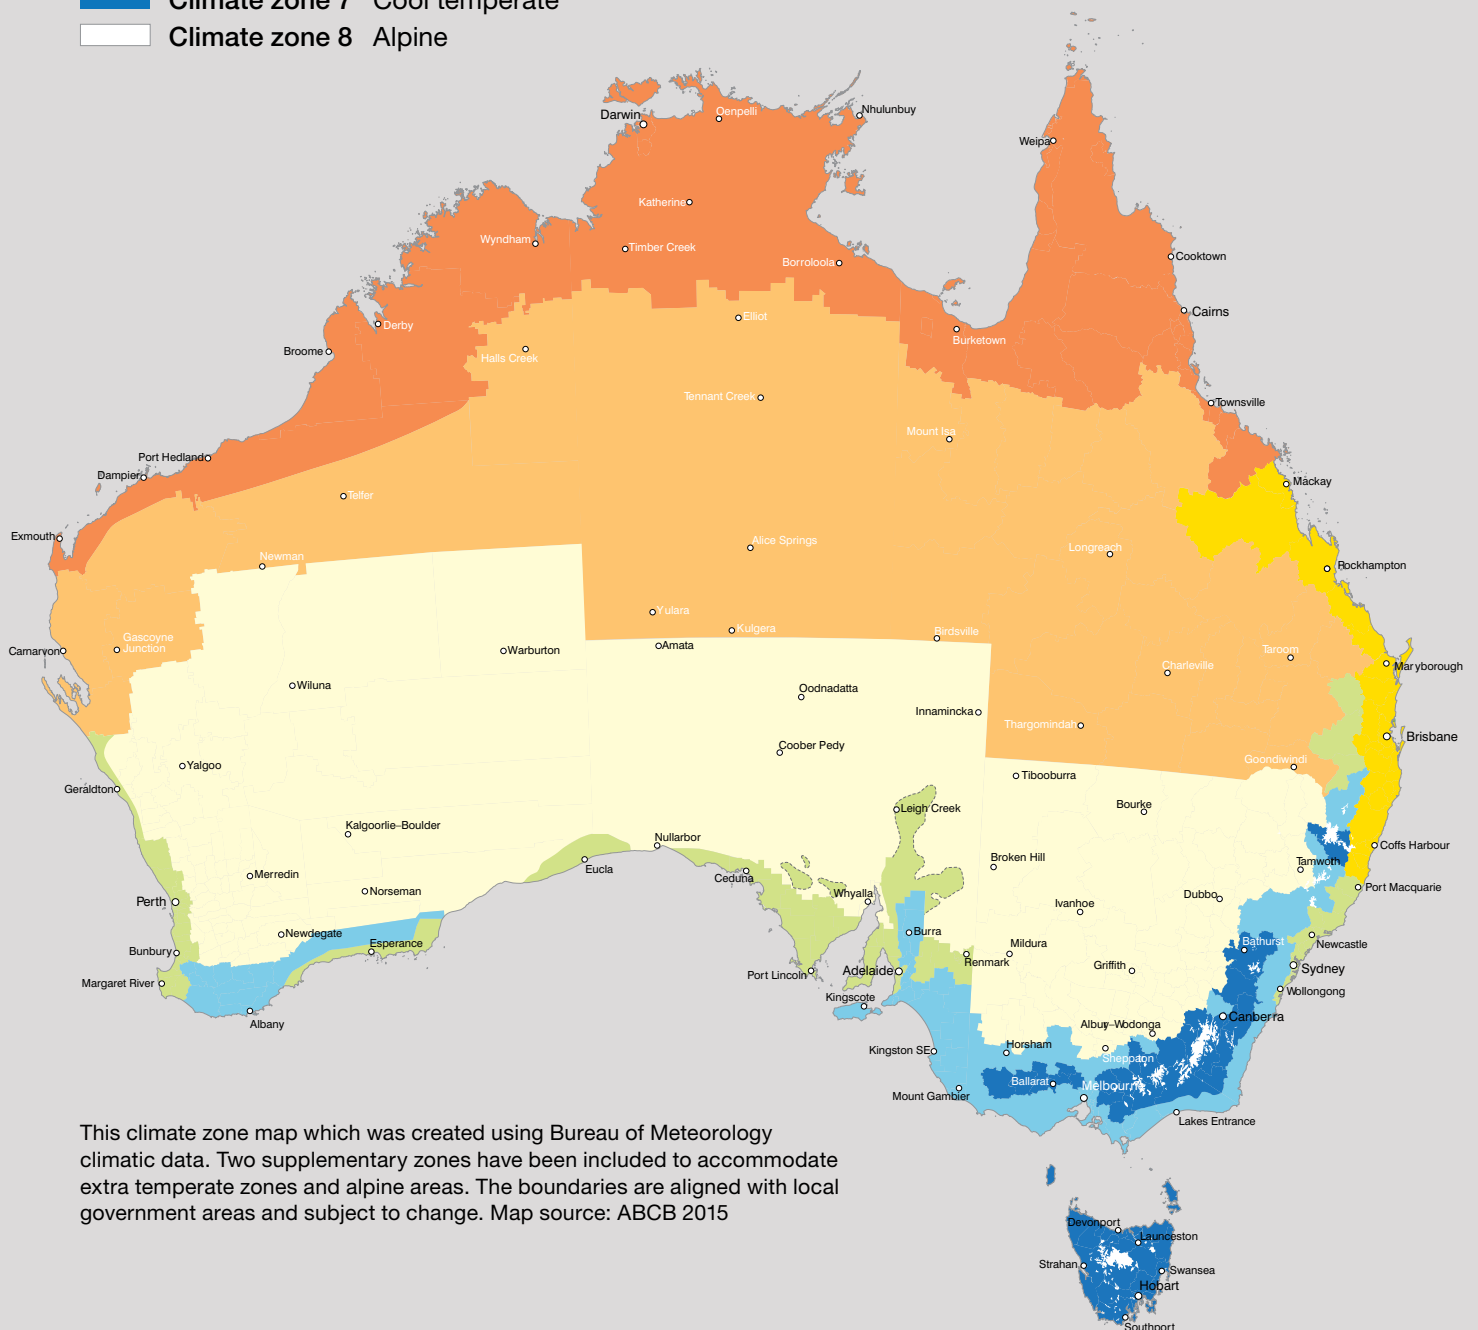 Climate zone 7 Cool temperate
Climate zone 8 Alpine
Darwin
Oenpelli
Nhulunbuy
Weipa
Katherine
Wyndham
Timber Creek
Borroloola
Cooktown
Cairns
Elliot
Derby
Burketown
Broome
Halls Creek
Tennant Creek
Townsville
Mount Isa
Port Hedland
Dampier
Mackay
Telfer
Exmouth
Alice Springs
Longreach
Newman
Rockhampton
Yulara
Kulgera
Birdsville
Gascoyne
Junction
Carnarvon
Warburton
Amata
Taroom
Charleville
Maryborough
Wiluna
Oodnadatta
Innamincka
Thargomindah
Brisbane
Coober Pedy
Yalgoo
Goondiwindi
Tibooburra
Geraldton
Leigh Creek
Bourke
Kalgoorlie–Boulder
Nullarbor
Coffs Harbour
Broken Hill
Tamworth
Eucla
Merredin
Ceduna
Norseman
Whyalla
Port Macquarie
Perth
Ivanhoe
Dubbo
Newdegate
Burra
Esperance
Mildura
Bathurst
Newcastle
Bunbury
Renmark
Griffith
Sydney
Port Lincoln
Adelaide
Margaret River
Wollongong
Kingscote
Albany
Canberra
Albury–Wodonga
Kingston SE
Horsham
Shepparton
Ballarat
Melbourne
Mount Gambier
Lakes Entrance
This climate zone map which was created using Bureau of Meteorology
climatic data. Two supplementary zones have been included to accommodate
extra temperate zones and alpine areas. The boundaries are aligned with local
government areas and subject to change. Map source: ABCB 2015
Devonport
Launceston
Strahan
Swansea
Hobart
Southport